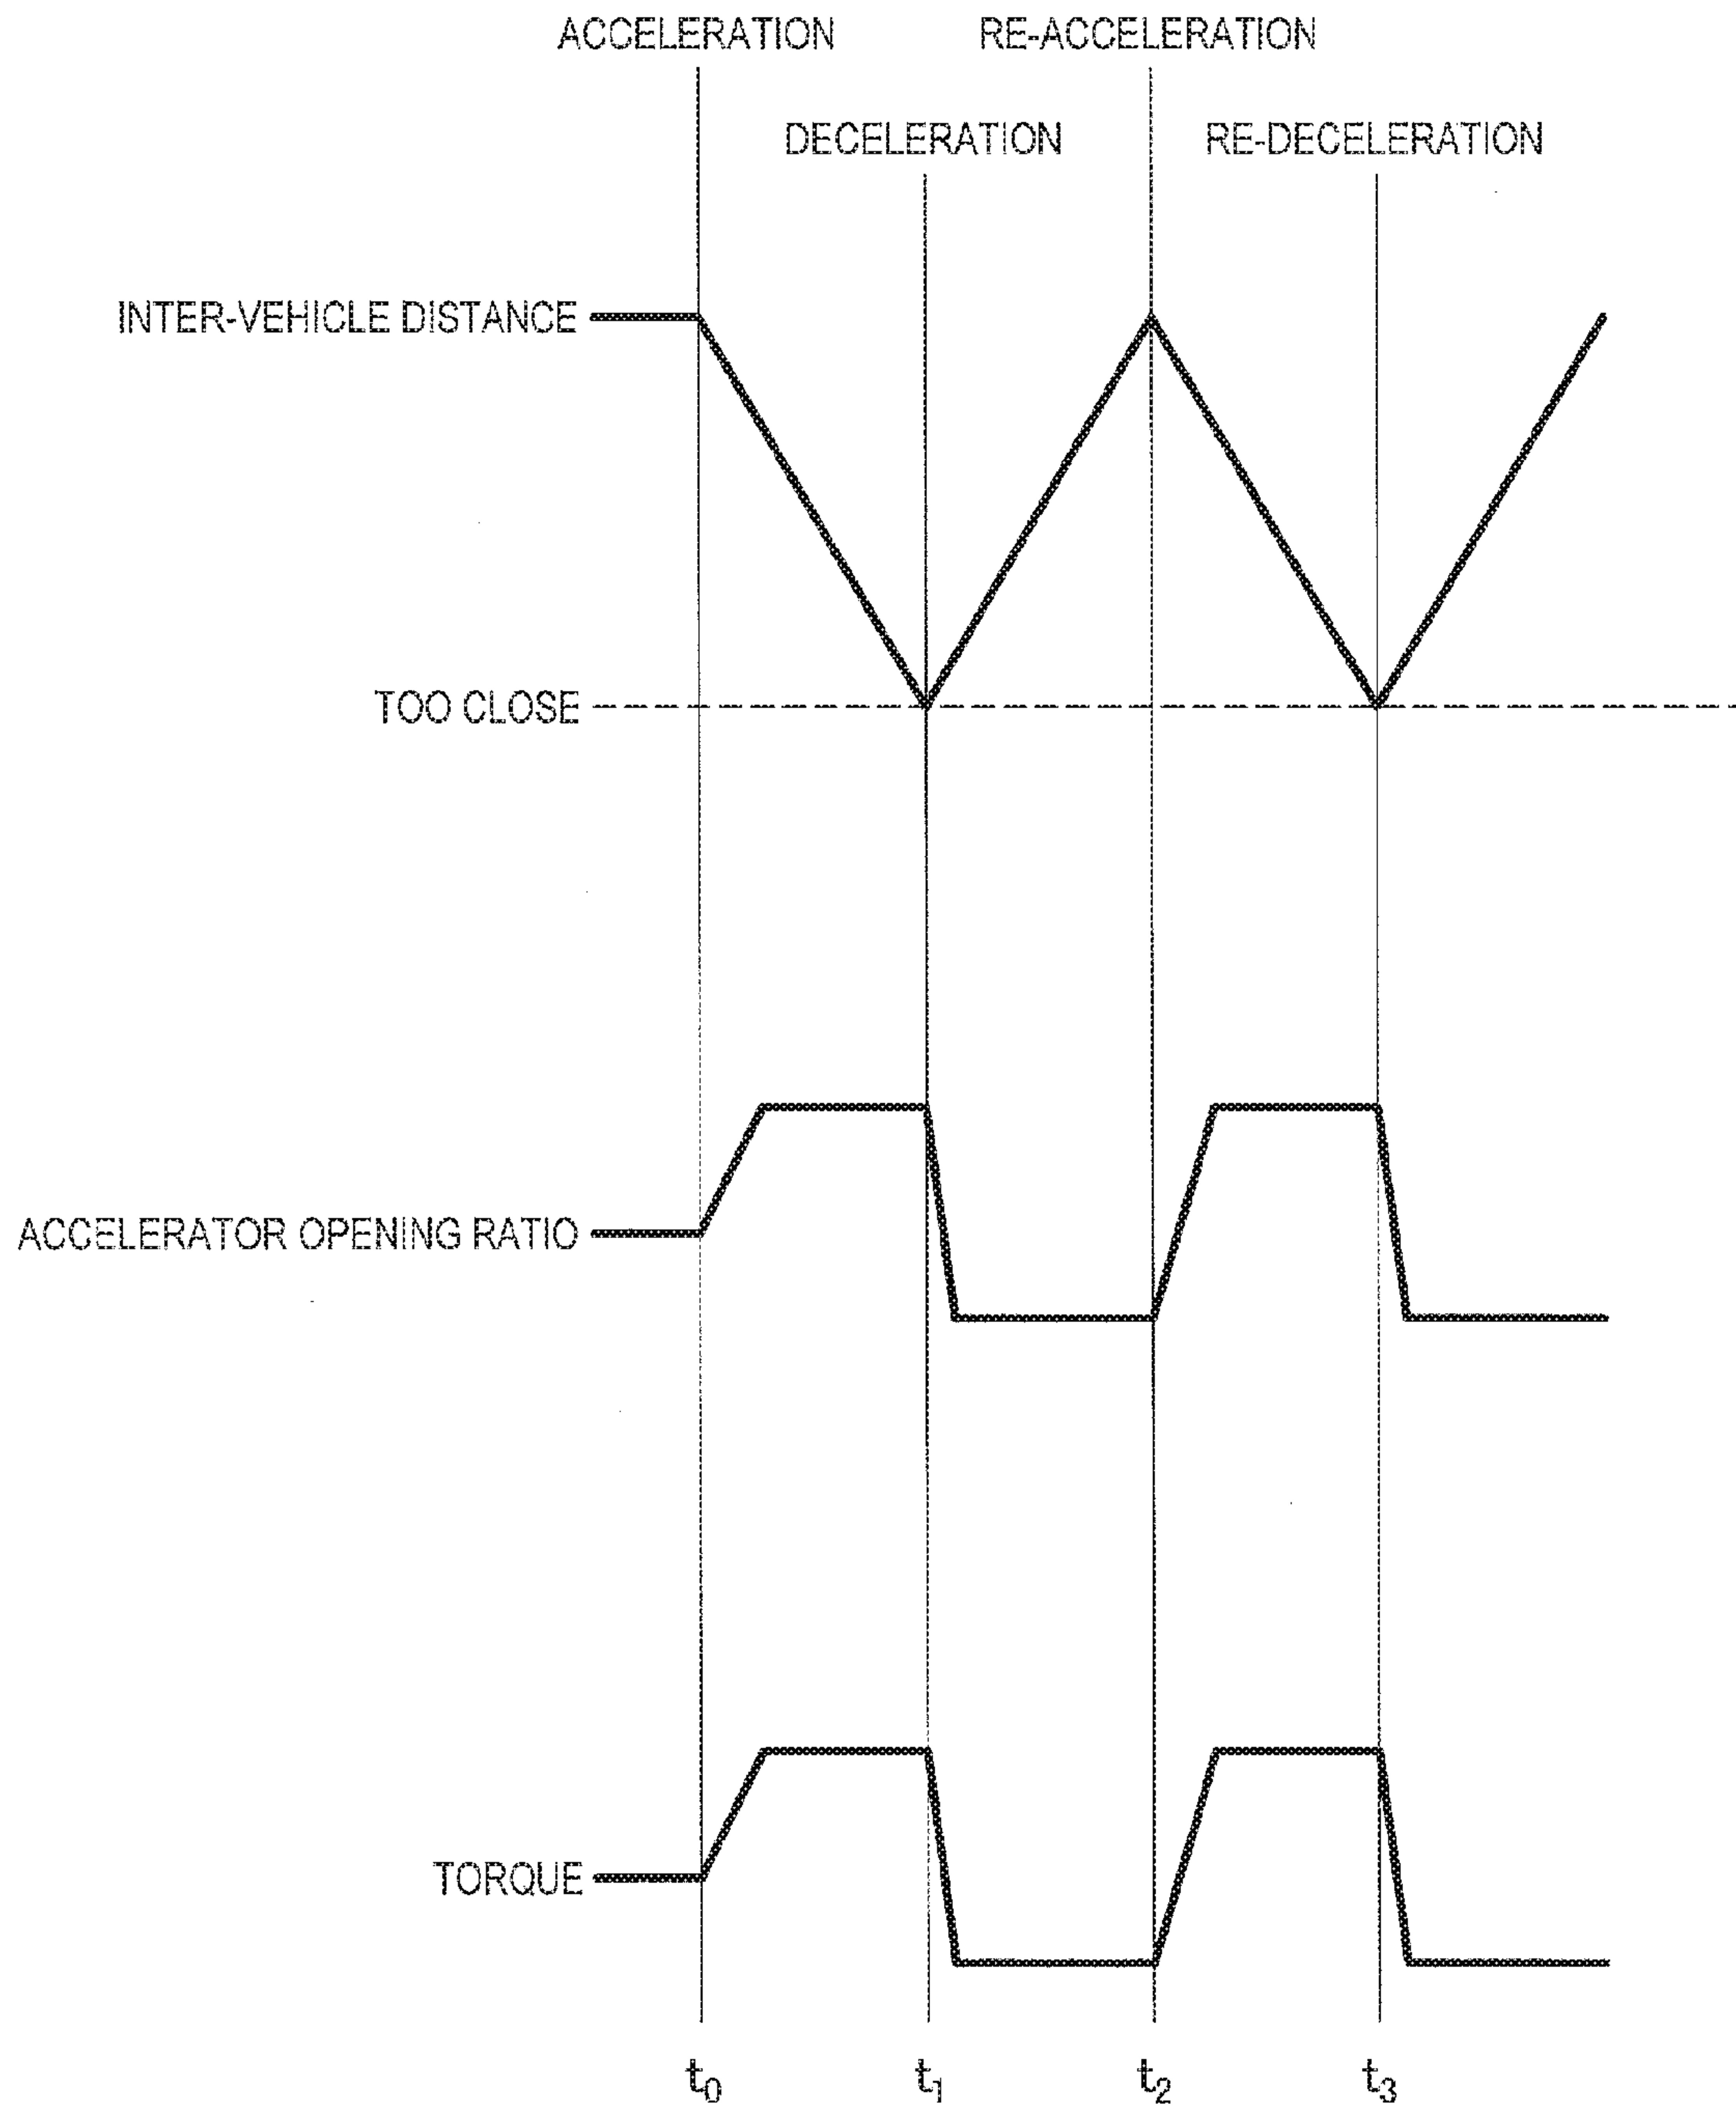 ACCELERATION
RE-ACCELERATION
DECELERATION
RE-DECELERATION
INTER-VEHICLE DISTANCE
TOO CLOSE
ACCELERATOR OPENING RATIO
TORQUE
t0 t1 t2 t3